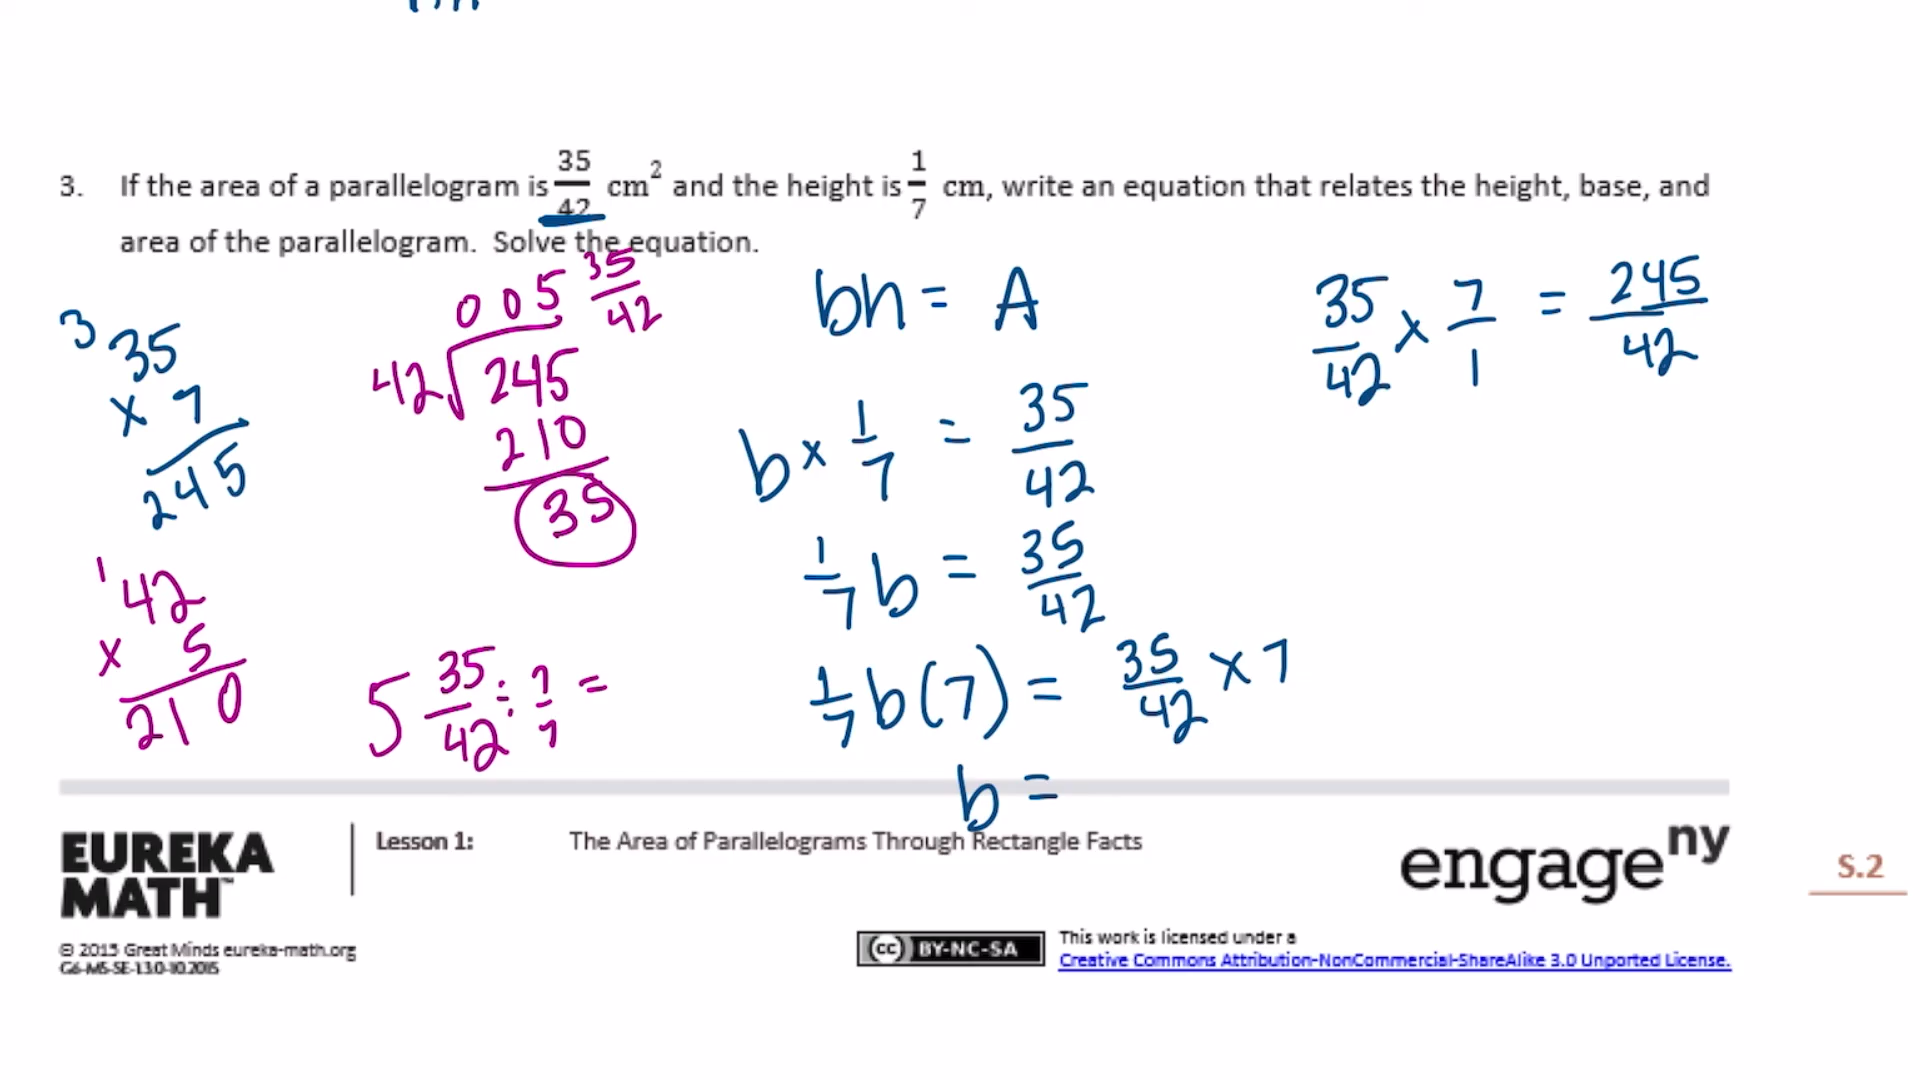 3. If the area of a parallelogram is 35/42 cm² and the height is 1/7 cm, write an equation that relates the height, base, and
area of the parallelogram. Solve the equation.
3
35
x 7
245
1
42
x 5
210
005 35/42
42√245
210
35
5 35/42 ÷ 7/7 =
bh = A
b x 1/7 = 35/42
1/7 b = 35/42
1/7 b (7) = 35/42 x 7
b =
35/42 x 7/1 = 245/42
EUREKA
MATH™
Lesson 1: The Area of Parallelograms Through Rectangle Facts
engage ny
S.2
© 2015 Great Minds eureka-math.org
G6-M5-SE-1.3.0-10.2015
cc BY-NC-SA
This work is licensed under a
Creative Commons Attribution-NonCommercial-ShareAlike 3.0 Unported License.